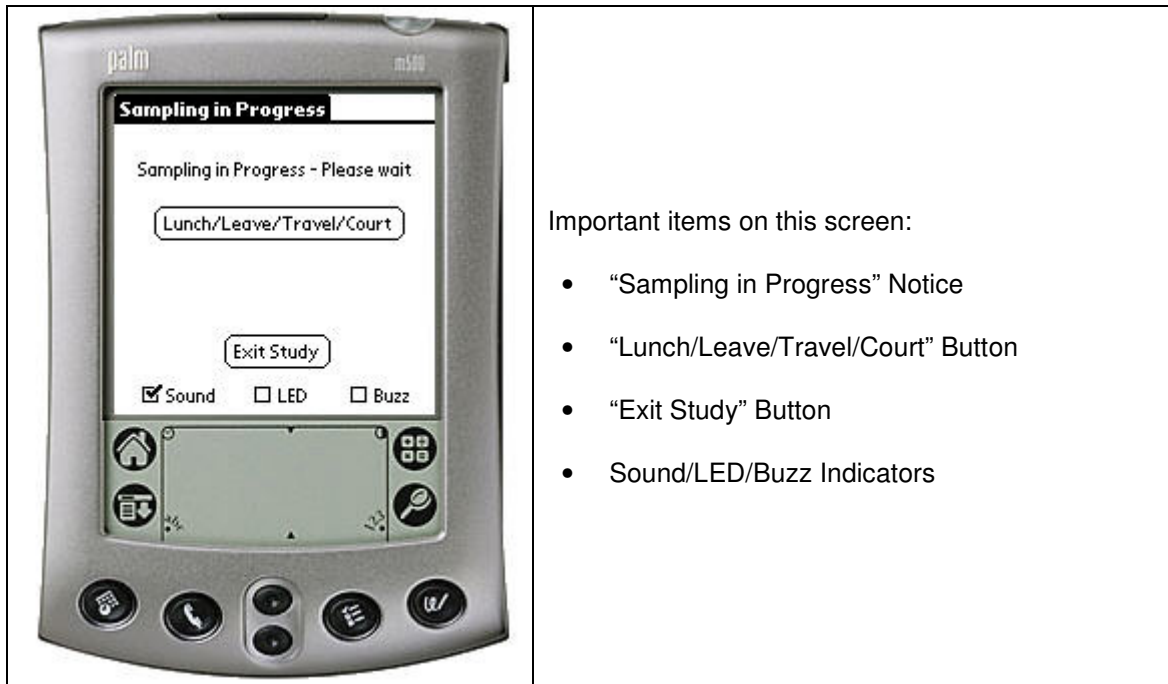 palm
m500
Sampling in Progress
Sampling in Progress - Please wait
Lunch/Leave/Travel/Court
Exit Study
Sound LED Buzz
123
Important items on this screen:
• “Sampling in Progress” Notice
• “Lunch/Leave/Travel/Court” Button
• “Exit Study” Button
• Sound/LED/Buzz Indicators